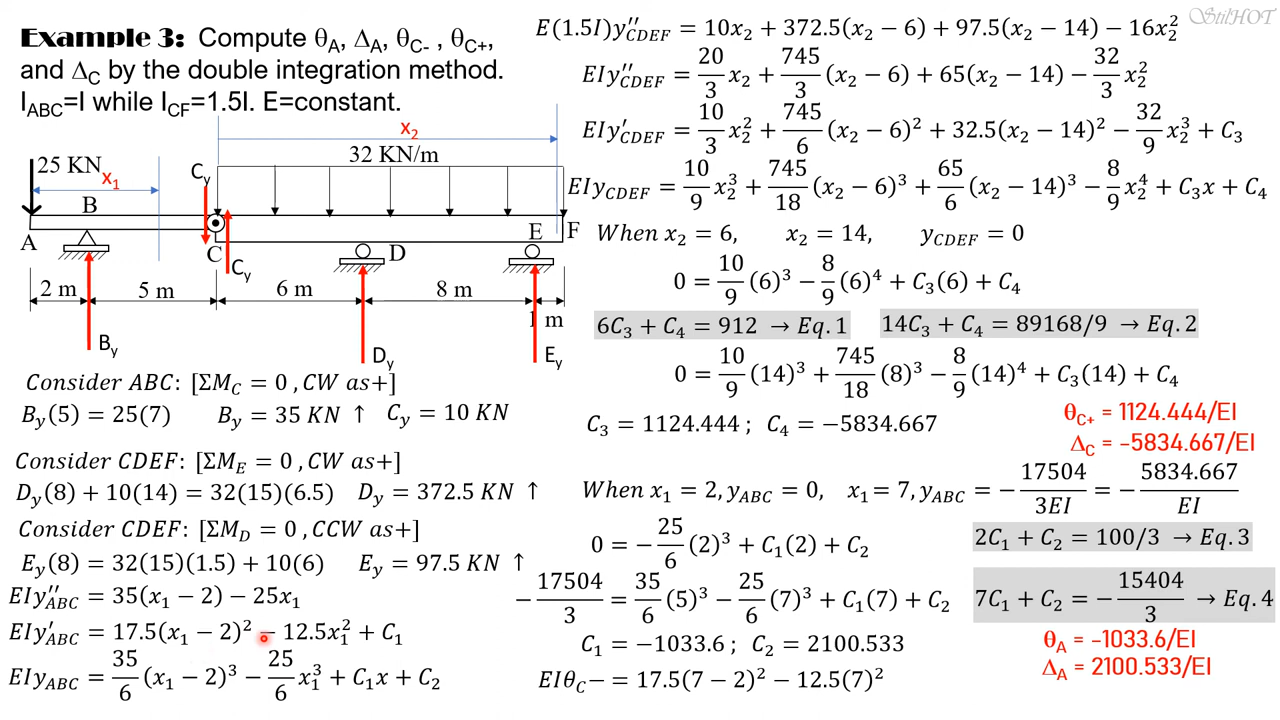 StilHOT
Example 3: Compute θA, ΔA, θC- , θC+,
and ΔC by the double integration method.
IABC=I while ICF=1.5I. E=constant.
x2
25 KN
x1
32 KN/m
Cy
B
A
C
Cy
D
E
F
2 m
5 m
6 m
8 m
1 m
By
Dy
Ey
Consider ABC: [ΣMC = 0 , CW as+]
By(5) = 25(7) By = 35 KN ↑ Cy = 10 KN
Consider CDEF: [ΣME = 0 , CW as+]
Dy(8) + 10(14) = 32(15)(6.5) Dy = 372.5 KN ↑
Consider CDEF: [ΣMD = 0 , CCW as+]
Ey(8) = 32(15)(1.5) + 10(6) Ey = 97.5 KN ↑
EIy''ABC = 35(x1 − 2) − 25x1
EIy'ABC = 17.5(x1 − 2)² − 12.5x1² + C1
EIyABC = 35/6 (x1 − 2)³ − 25/6 x1³ + C1x + C2
E(1.5I)y''CDEF = 10x2 + 372.5(x2 − 6) + 97.5(x2 − 14) − 16x2²
EIy''CDEF = 20/3 x2 + 745/3 (x2 − 6) + 65(x2 − 14) − 32/3 x2²
EIy'CDEF = 10/3 x2² + 745/6 (x2 − 6)² + 32.5(x2 − 14)² − 32/9 x2³ + C3
EIyCDEF = 10/9 x2³ + 745/18 (x2 − 6)³ + 65/6 (x2 − 14)³ − 8/9 x2⁴ + C3x + C4
When x2 = 6, x2 = 14, yCDEF = 0
0 = 10/9 (6)³ − 8/9 (6)⁴ + C3(6) + C4
6C3 + C4 = 912 → Eq. 1 14C3 + C4 = 89168/9 → Eq. 2
0 = 10/9 (14)³ + 745/18 (8)³ − 8/9 (14)⁴ + C3(14) + C4
C3 = 1124.444 ; C4 = −5834.667
θC+ = 1124.444/EI
ΔC = -5834.667/EI
When x1 = 2, yABC = 0, x1 = 7, yABC = − 17504/3EI = − 5834.667/EI
0 = − 25/6 (2)³ + C1(2) + C2
2C1 + C2 = 100/3 → Eq. 3
− 17504/3 = 35/6 (5)³ − 25/6 (7)³ + C1(7) + C2
7C1 + C2 = − 15404/3 → Eq. 4
C1 = −1033.6 ; C2 = 2100.533
θA = -1033.6/EI
ΔA = 2100.533/EI
EIθC− = 17.5(7 − 2)² − 12.5(7)²